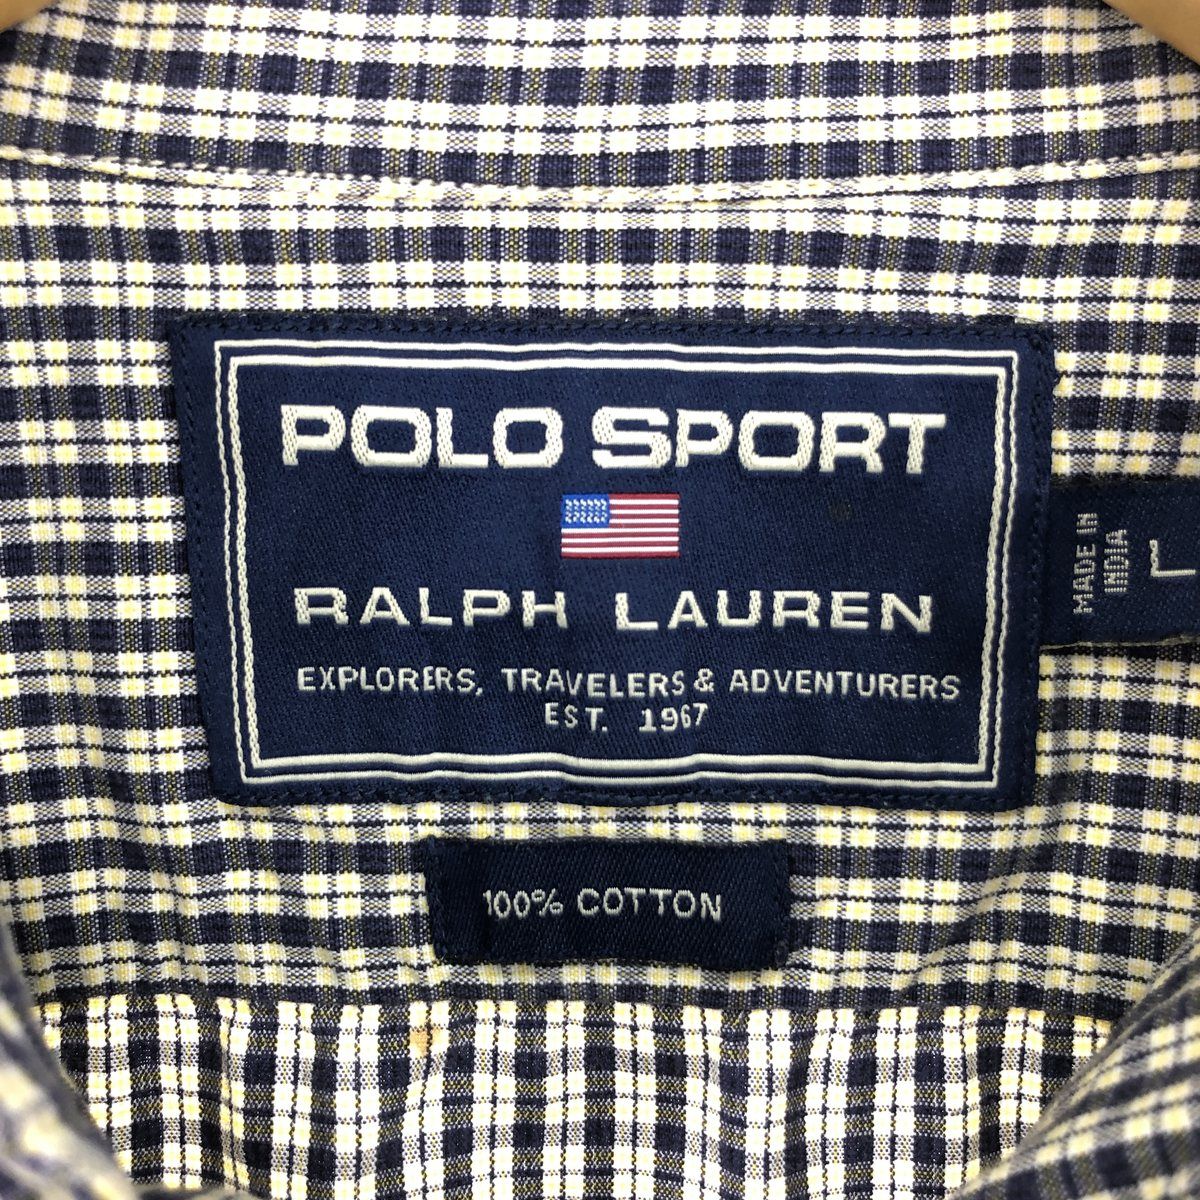 POLO SPORT
RALPH LAUREN
EXPLORERS, TRAVELERS & ADVENTURERS
EST. 1967
MADE IN
INDIA
L
100% COTTON